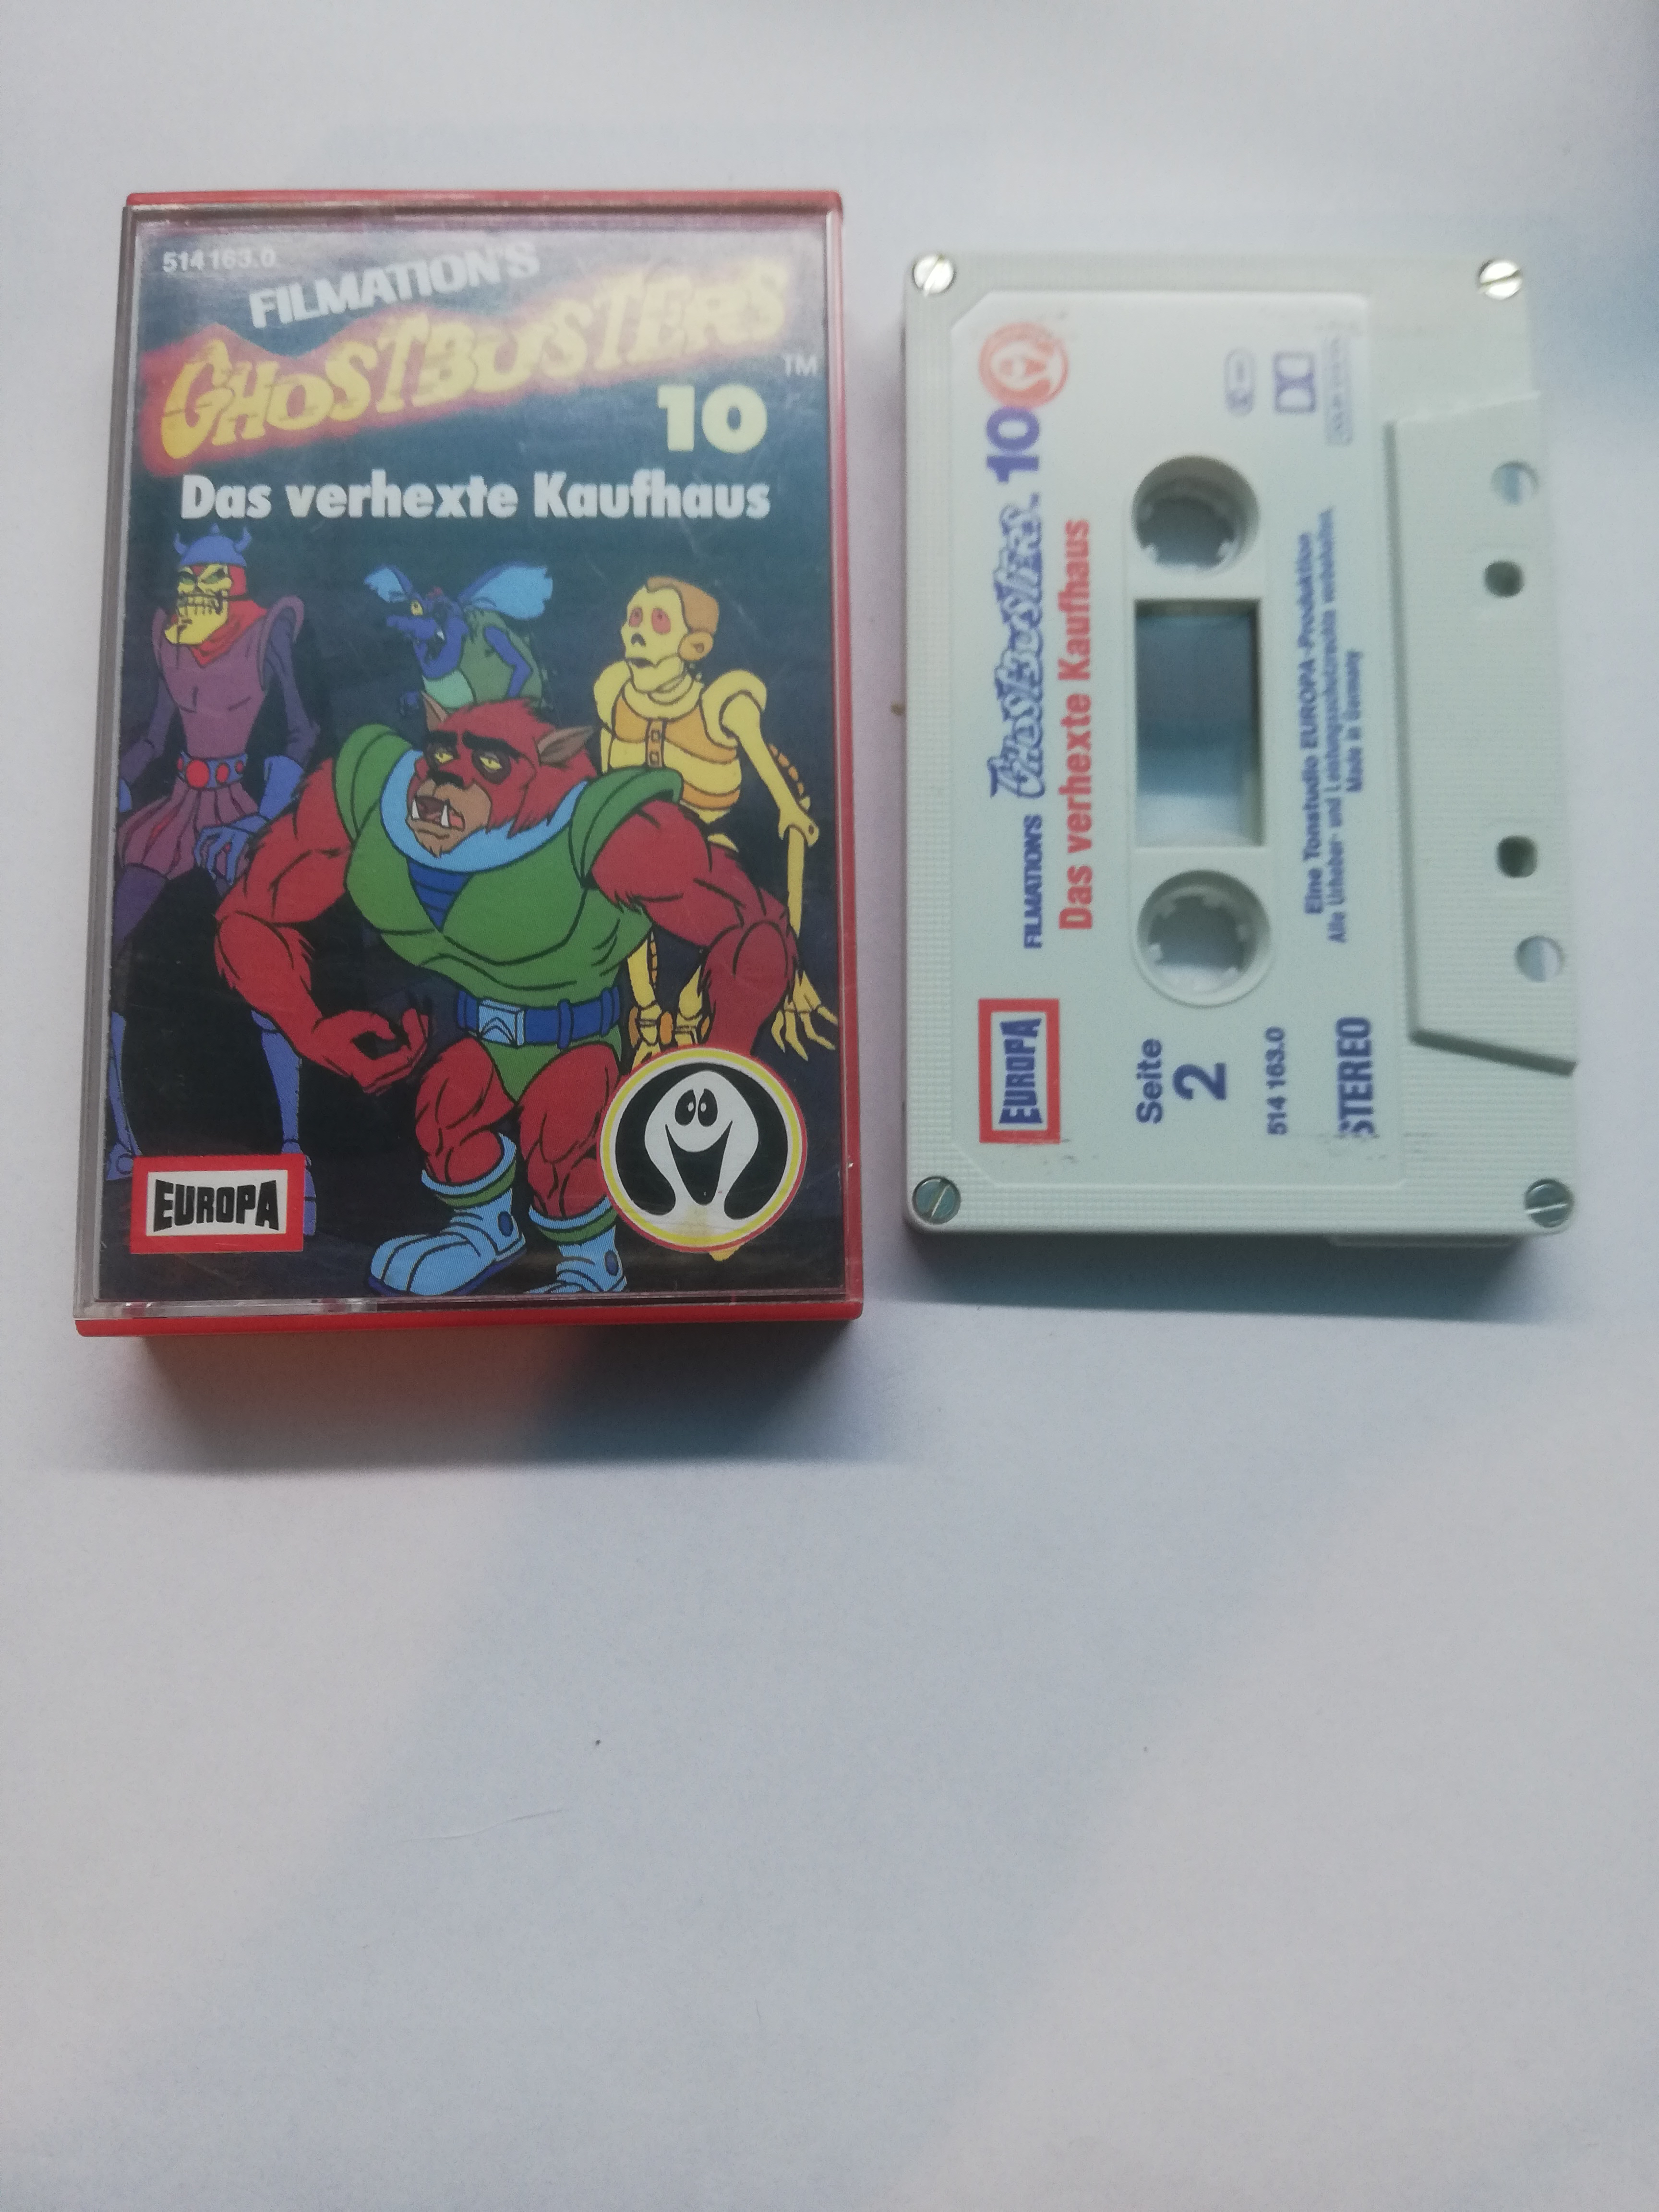 514 163.0
FILMATION'S
GHOSTBUSTERS
TM
10
Das verhexte Kaufhaus
EUROPA
FILMATION'S GHOSTBUSTERS 10
Das verhexte Kaufhaus
EUROPA
Seite
2
514 163.0
STEREO
Eine Tonstudio EUROPA-Produktion
Alle Urheber- und Leistungsschutzrechte vorbehalten.
Made in Germany